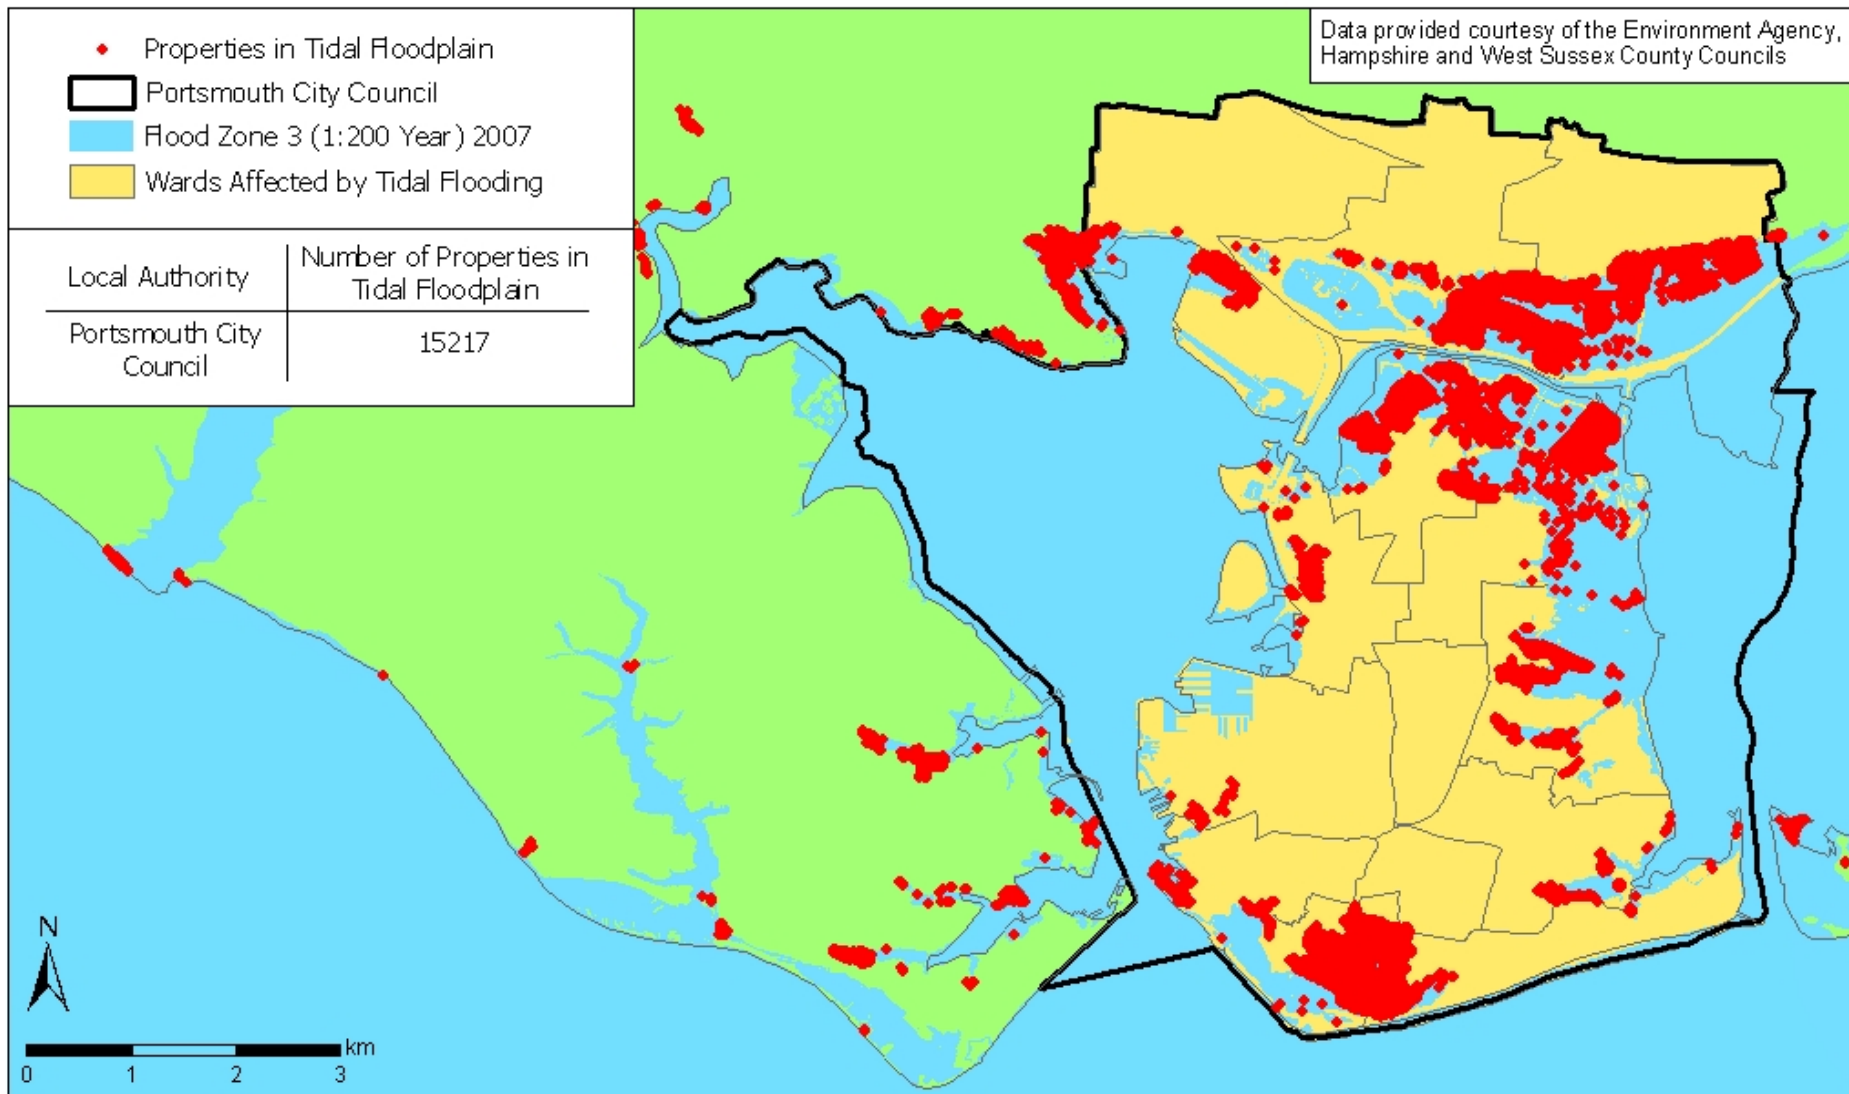 Properties in Tidal Floodplain
Portsmouth City Council
Flood Zone 3 (1:200 Year) 2007
Wards Affected by Tidal Flooding
Local Authority
Number of Properties in
Tidal Floodplain
Portsmouth City
Council
15217
Data provided courtesy of the Environment Agency,
Hampshire and West Sussex County Councils
N
km
0 1 2 3